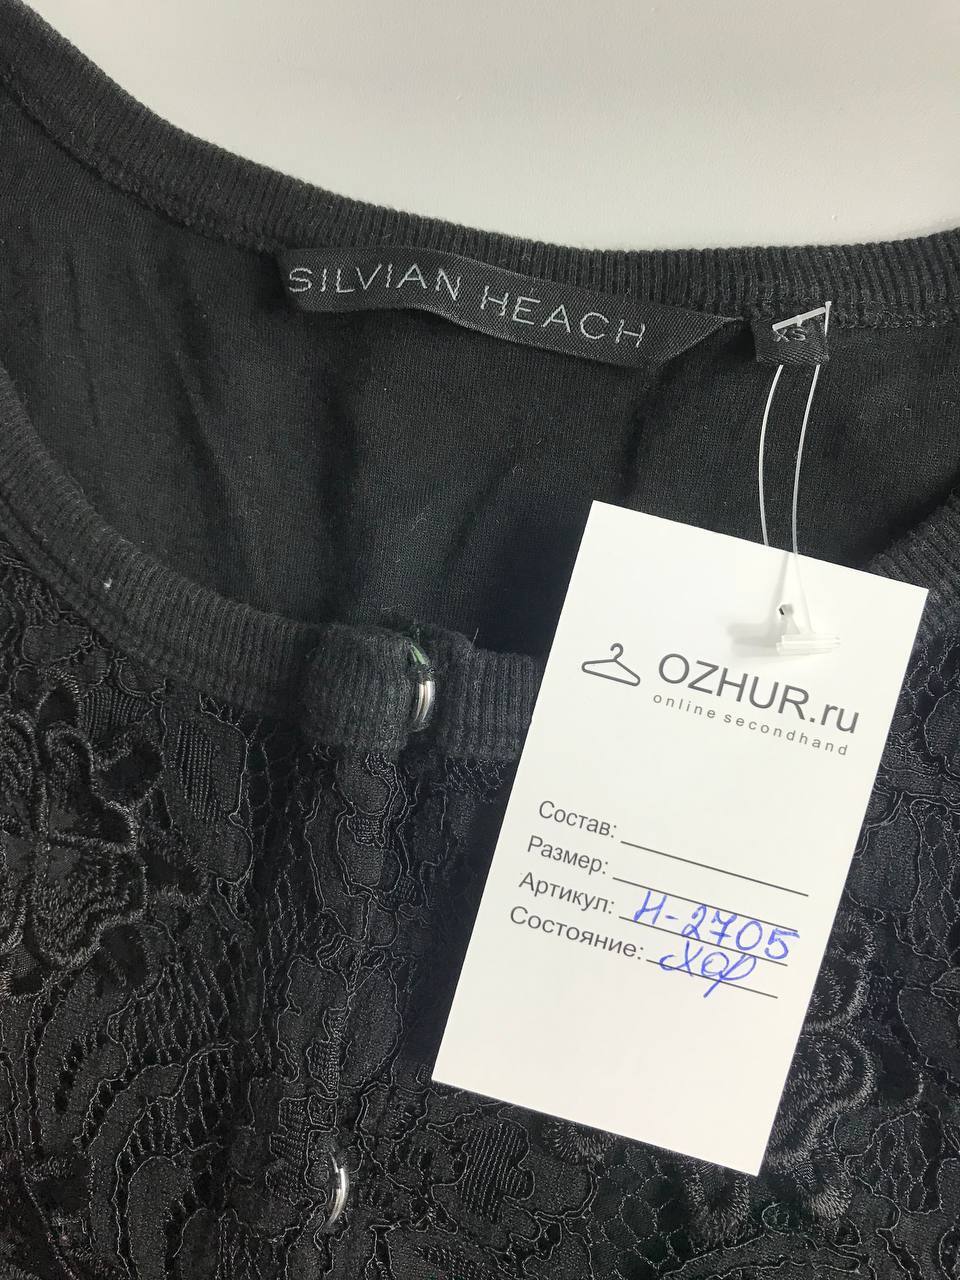 SILVIAN HEACH
XS
OZHUR.ru
online secondhand
Состав:
Размер:
Артикул: Н-2705
Состояние: хор